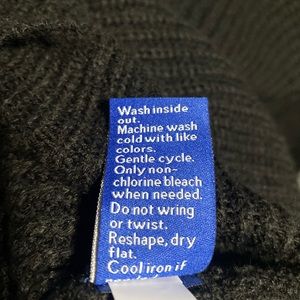 Wash inside
out.
Machine wash
cold with like
colors.
Gentle cycle.
Only non-
chlorine bleach
when needed.
Do not wring
or twist.
Reshape, dry
flat.
Cool iron if